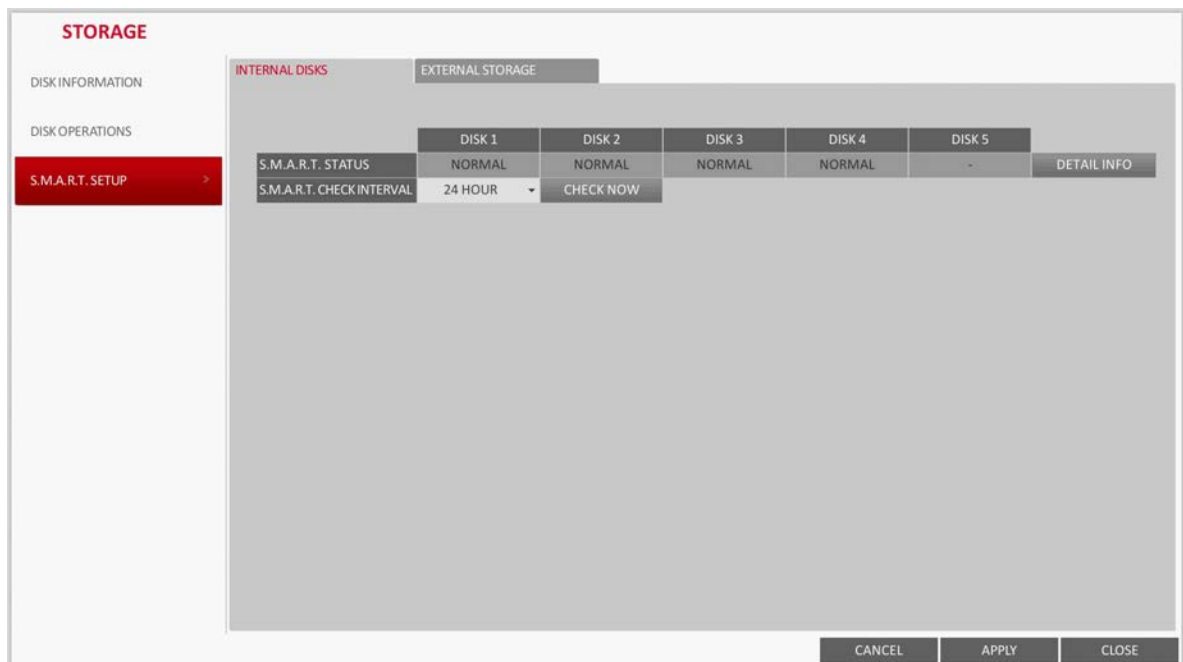 STORAGE
DISK INFORMATION
DISK OPERATIONS
S.M.A.R.T. SETUP >
INTERNAL DISKS EXTERNAL STORAGE
DISK 1 DISK 2 DISK 3 DISK 4 DISK 5
S.M.A.R.T. STATUS NORMAL NORMAL NORMAL NORMAL - DETAIL INFO
S.M.A.R.T. CHECK INTERVAL 24 HOUR CHECK NOW
CANCEL APPLY CLOSE